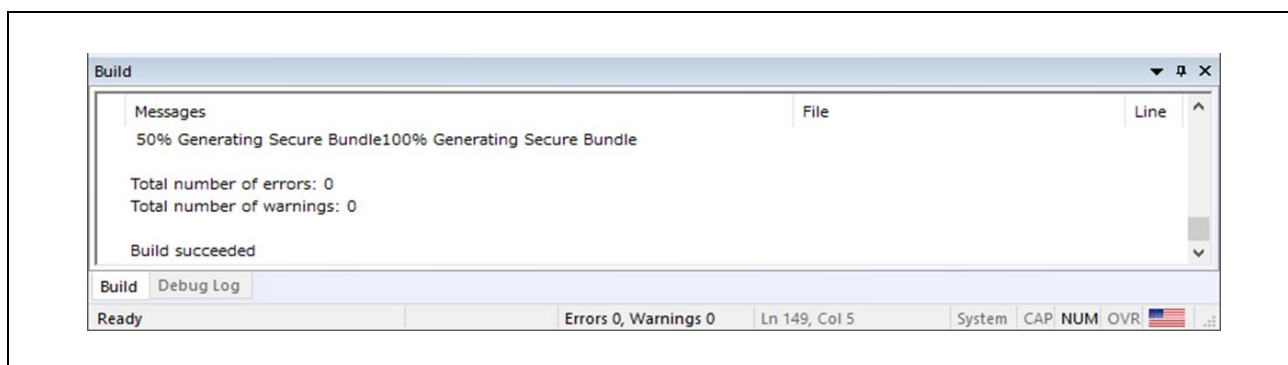 Build
Messages File Line
50% Generating Secure Bundle100% Generating Secure Bundle
Total number of errors: 0
Total number of warnings: 0
Build succeeded
Build Debug Log
Ready Errors 0, Warnings 0 Ln 149, Col 5 System CAP NUM OVR